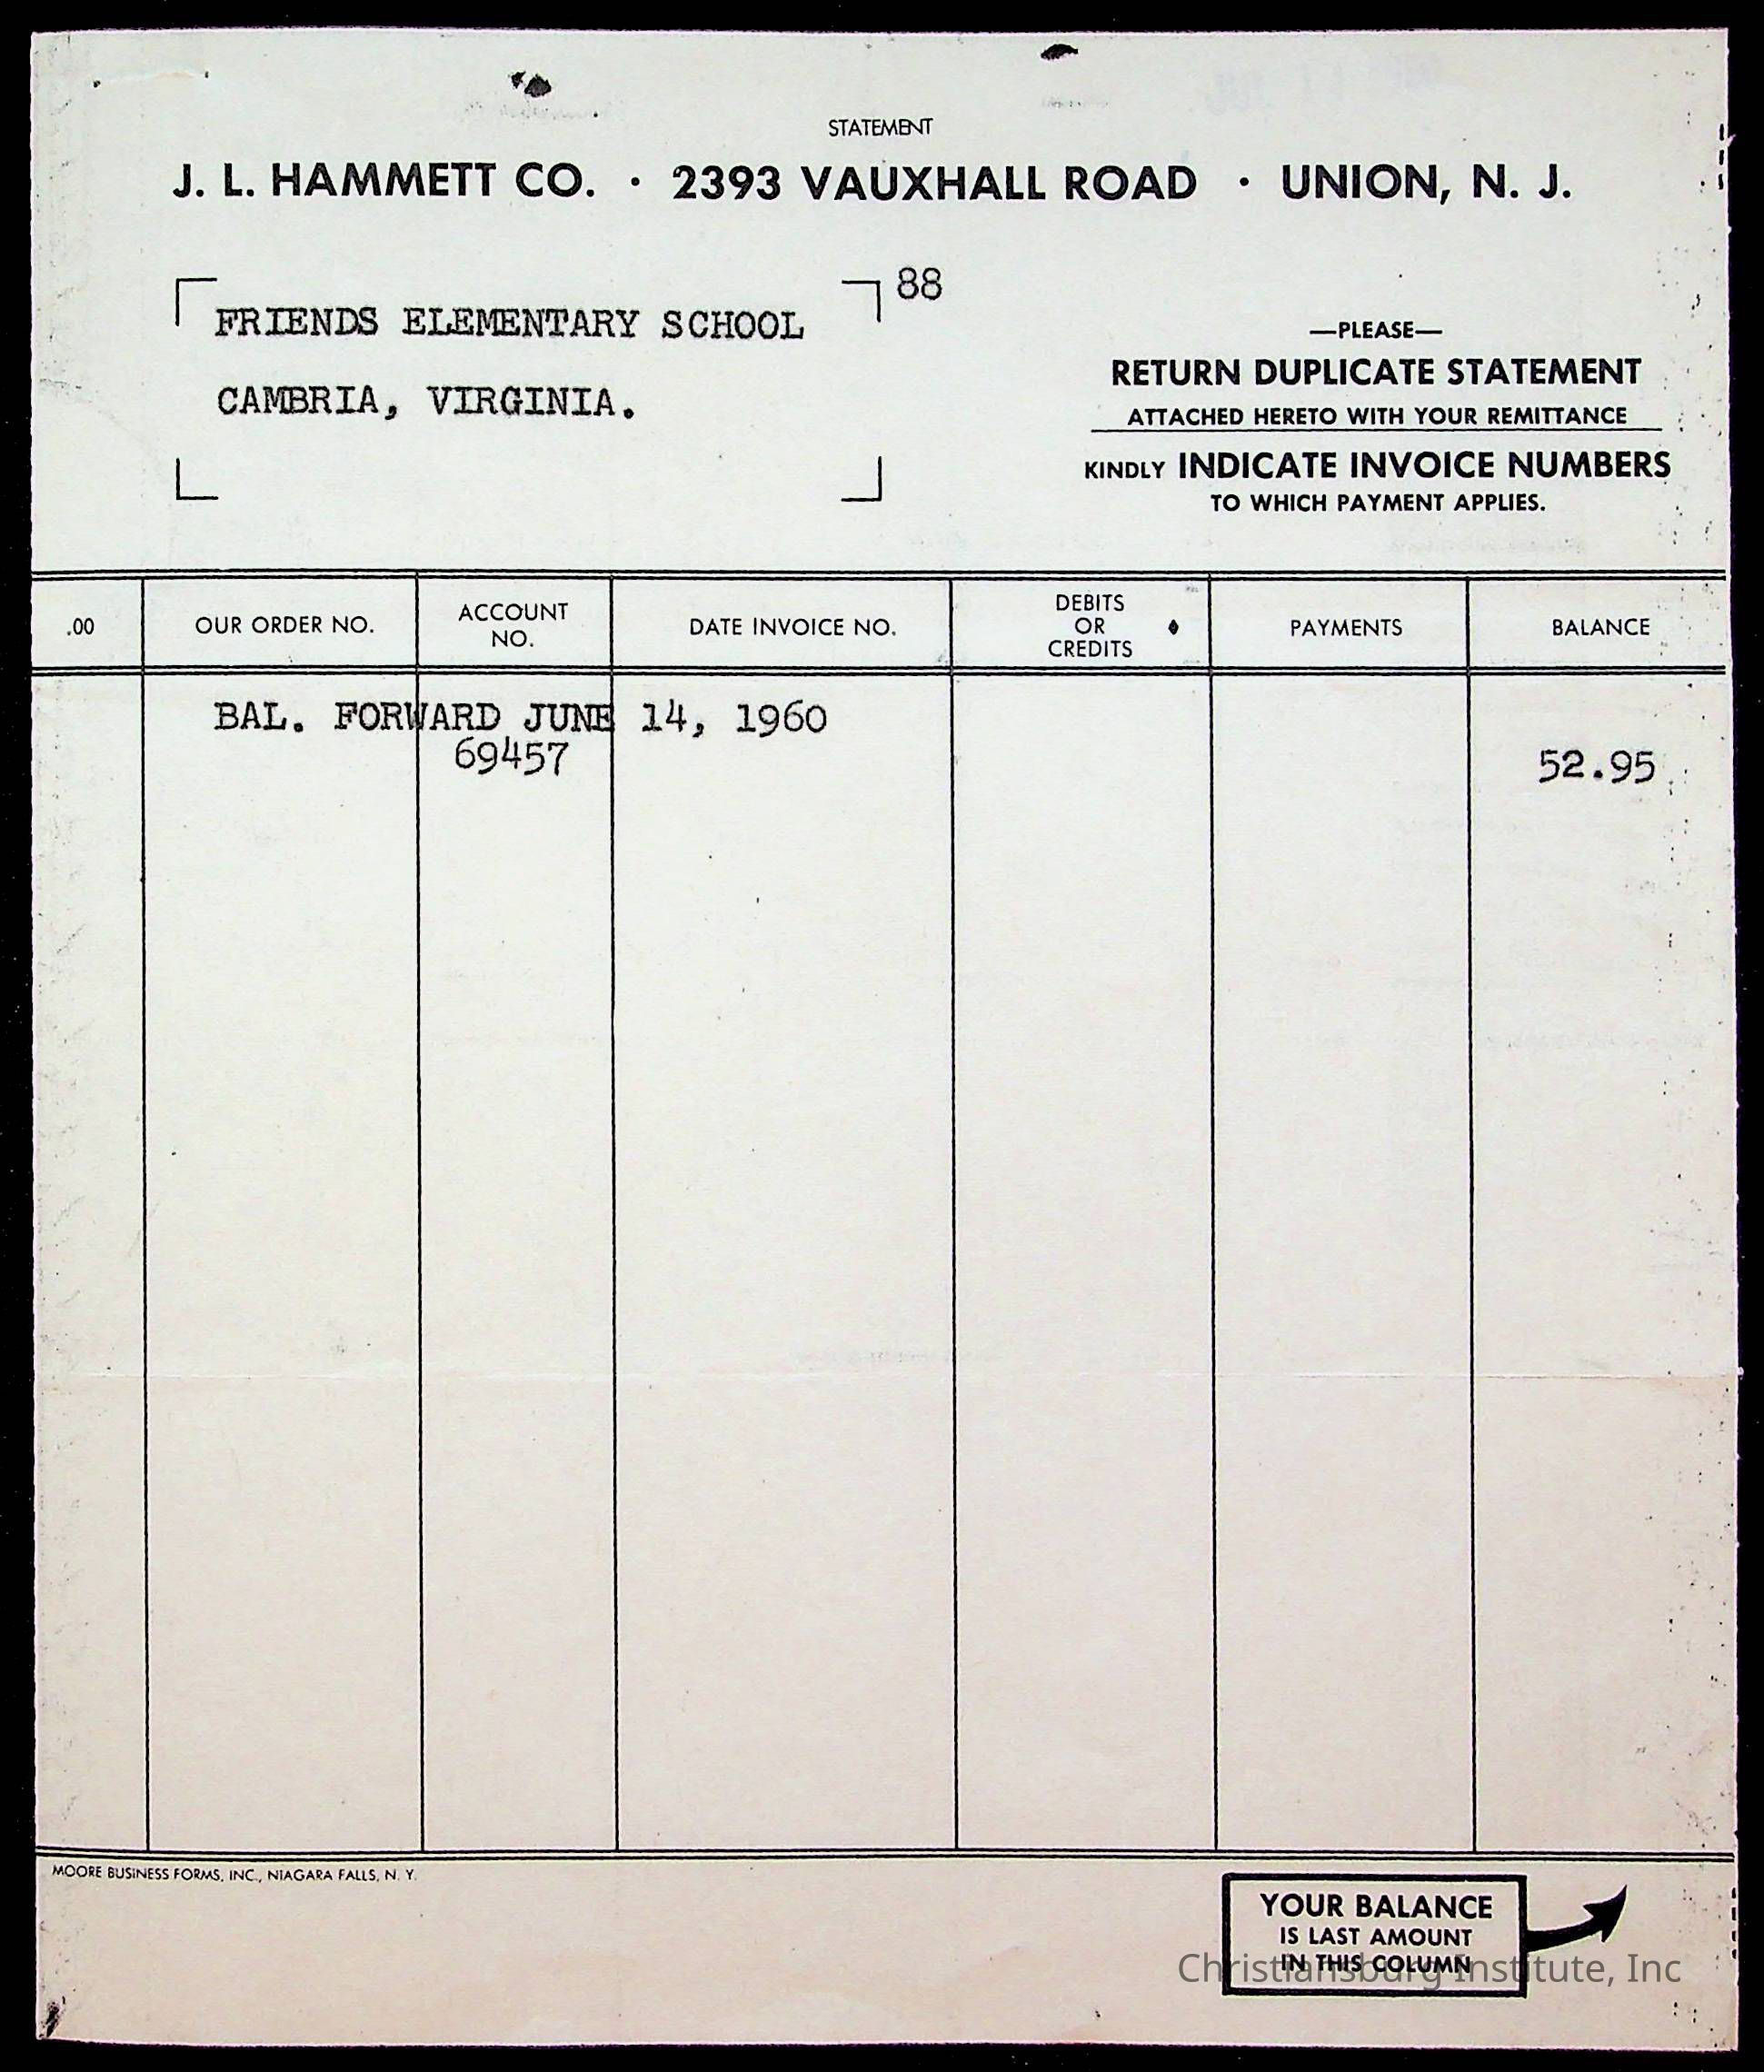 STATEMENT
J. L. HAMMETT CO. · 2393 VAUXHALL ROAD · UNION, N. J.
88
FRIENDS ELEMENTARY SCHOOL
CAMBRIA, VIRGINIA.
—PLEASE—
RETURN DUPLICATE STATEMENT
ATTACHED HERETO WITH YOUR REMITTANCE
KINDLY INDICATE INVOICE NUMBERS
TO WHICH PAYMENT APPLIES.
.00 OUR ORDER NO. ACCOUNT NO. DATE INVOICE NO. DEBITS OR CREDITS PAYMENTS BALANCE
BAL. FORWARD JUNE 14, 1960
69457 52.95
MOORE BUSINESS FORMS, INC., NIAGARA FALLS, N. Y.
YOUR BALANCE
IS LAST AMOUNT
IN THIS COLUMN
Christiansburg Institute, Inc